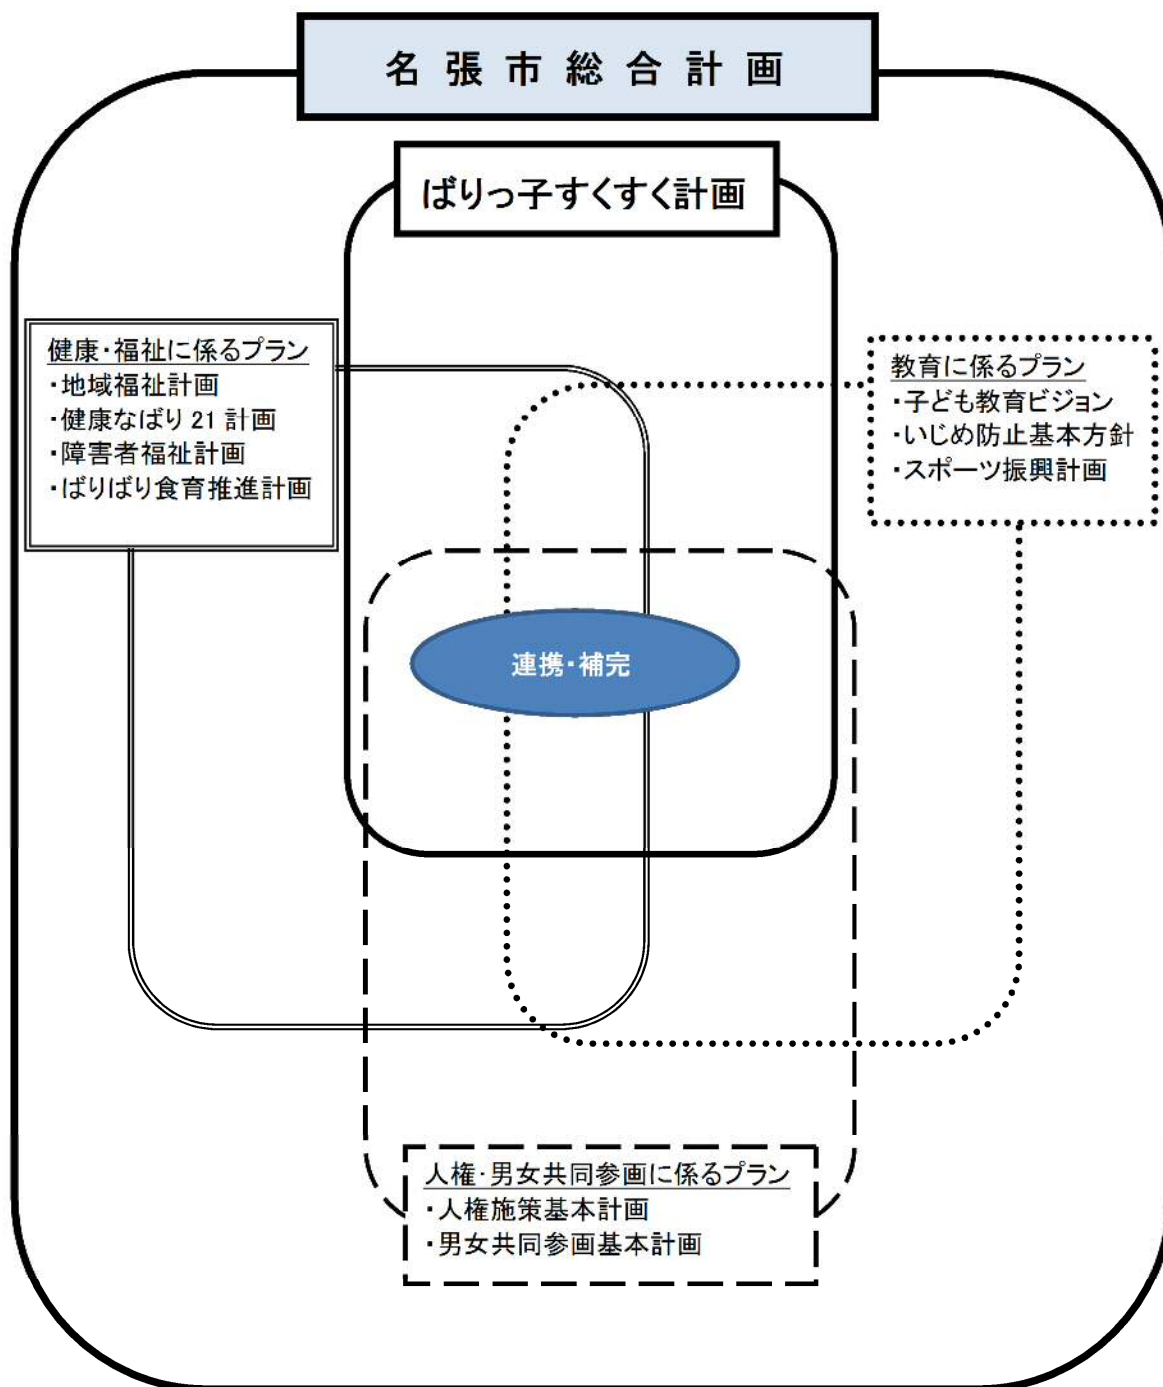 名張市総合計画
ばりっ子すくすく計画
健康・福祉に係るプラン
・地域福祉計画
・健康なばり 21 計画
・障害者福祉計画
・ばりばり食育推進計画
教育に係るプラン
・子ども教育ビジョン
・いじめ防止基本方針
・スポーツ振興計画
連携・補完
人権・男女共同参画に係るプラン
・人権施策基本計画
・男女共同参画基本計画